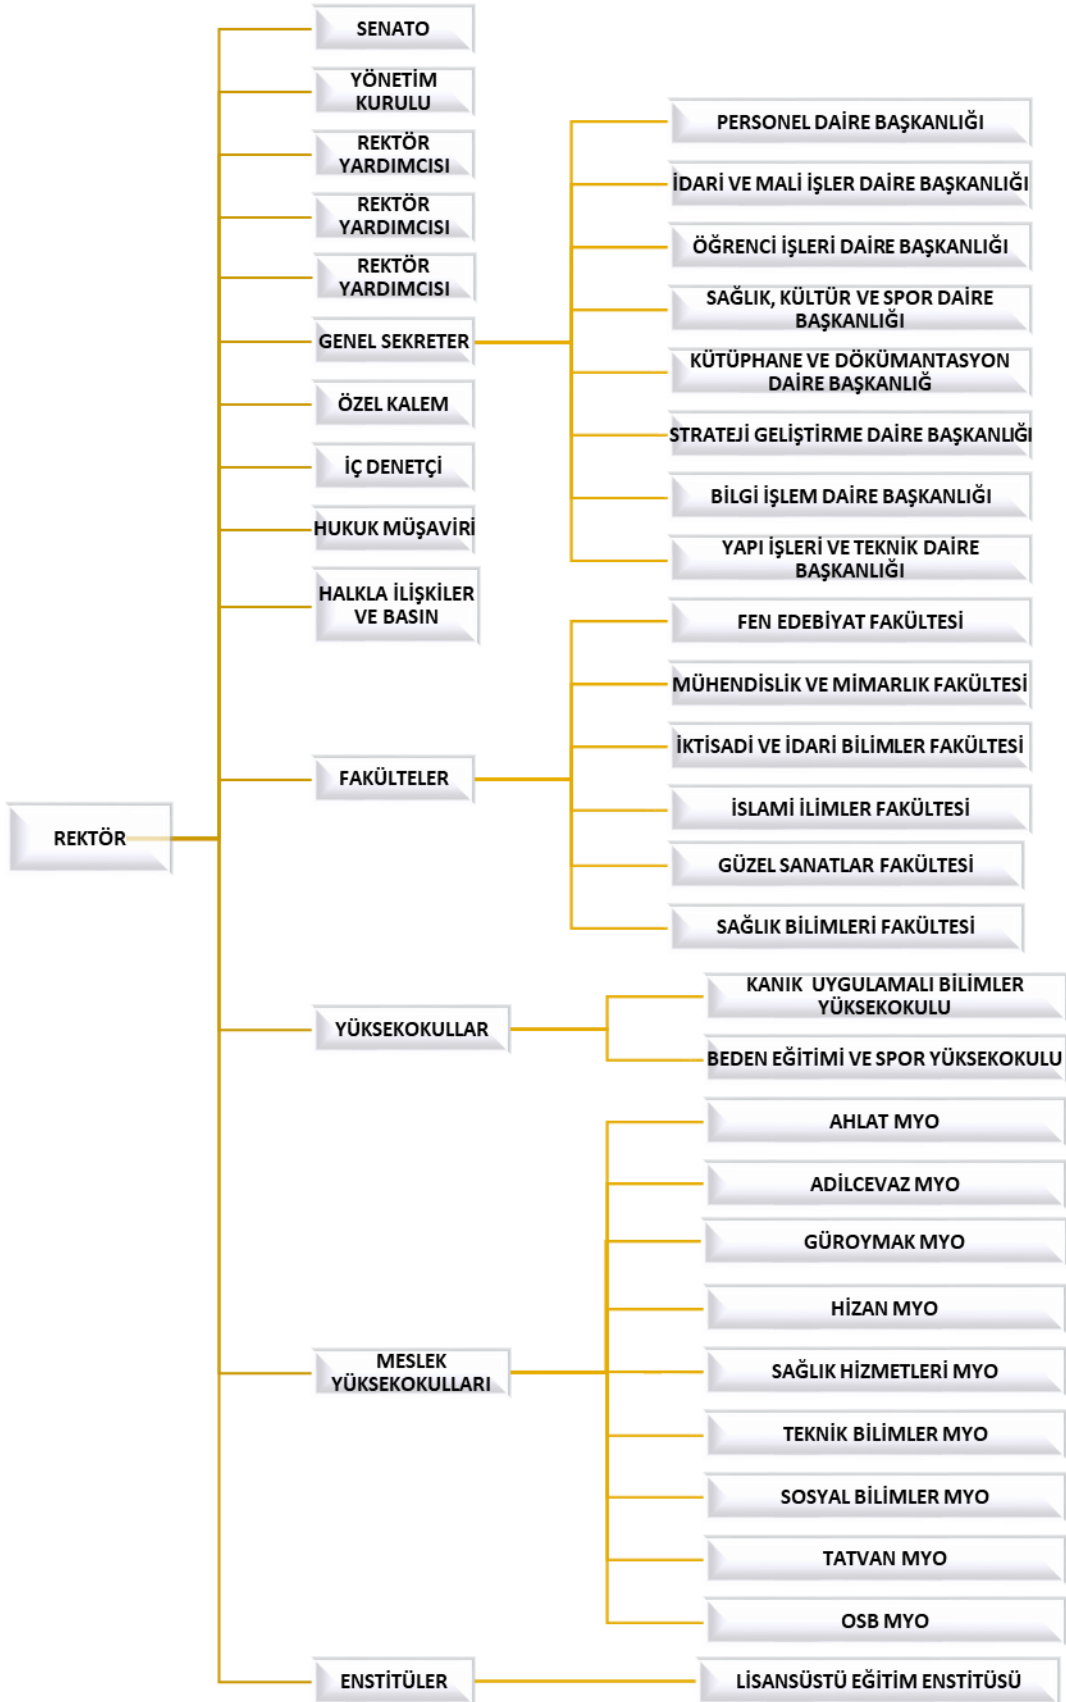 REKTÖR
SENATO
YÖNETİM
KURULU
REKTÖR
YARDIMCISI
REKTÖR
YARDIMCISI
REKTÖR
YARDIMCISI
GENEL SEKRETER
PERSONEL DAİRE BAŞKANLIĞI
İDARİ VE MALİ İŞLER DAİRE BAŞKANLIĞI
ÖĞRENCİ İŞLERİ DAİRE BAŞKANLIĞI
SAĞLIK, KÜLTÜR VE SPOR DAİRE
BAŞKANLIĞI
KÜTÜPHANE VE DÖKÜMANTASYON
DAİRE BAŞKANLIĞ
STRATEJİ GELİŞTİRME DAİRE BAŞKANLIĞI
BİLGİ İŞLEM DAİRE BAŞKANLIĞI
YAPI İŞLERİ VE TEKNİK DAİRE
BAŞKANLIĞI
ÖZEL KALEM
İÇ DENETÇİ
HUKUK MÜŞAVİRİ
HALKLA İLİŞKİLER
VE BASIN
FAKÜLTELER
FEN EDEBİYAT FAKÜLTESİ
MÜHENDİSLİK VE MİMARLIK FAKÜLTESİ
İKTİSADİ VE İDARİ BİLİMLER FAKÜLTESİ
İSLAMİ İLİMLER FAKÜLTESİ
GÜZEL SANATLAR FAKÜLTESİ
SAĞLIK BİLİMLERİ FAKÜLTESİ
YÜKSEKOKULLAR
KANIK UYGULAMALI BİLİMLER
YÜKSEKOKULU
BEDEN EĞİTİMİ VE SPOR YÜKSEKOKULU
MESLEK
YÜKSEKOKULLARI
AHLAT MYO
ADİLCEVAZ MYO
GÜROYMAK MYO
HİZAN MYO
SAĞLIK HİZMETLERİ MYO
TEKNİK BİLİMLER MYO
SOSYAL BİLİMLER MYO
TATVAN MYO
OSB MYO
ENSTİTÜLER
LİSANSÜSTÜ EĞİTİM ENSTİTÜSÜ